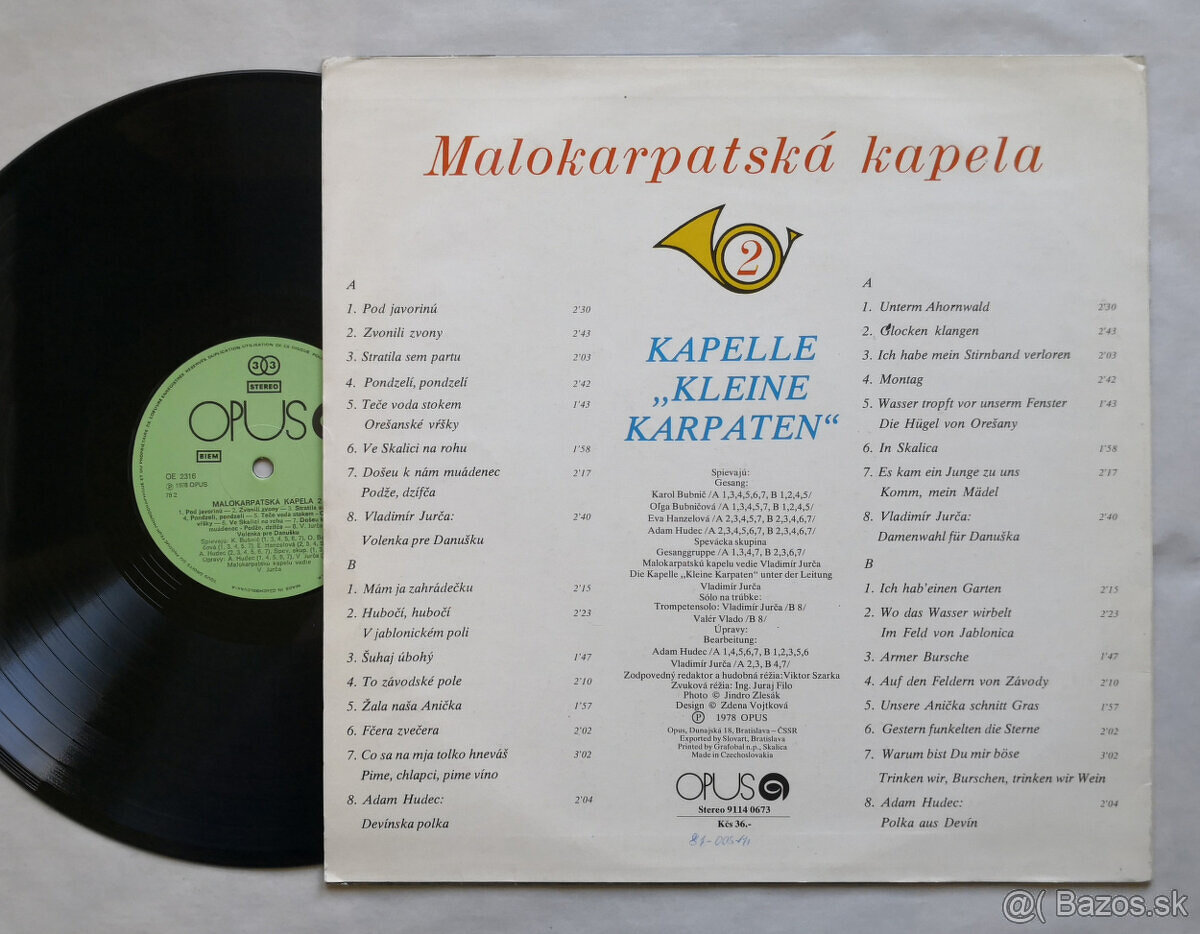 Malokarpatská kapela
2
A
1. Pod javorinú 2'30
2. Zvonili zvony 2'43
3. Stratila sem partu 2'03
4. Pondzelí, pondzelí 2'42
5. Teče voda stokem 1'43
Orešanské vŕšky
6. Ve Skalici na rohu 1'58
7. Došeu k nám muádenec 2'17
Podže, dzífča
8. Vladimír Jurča: 2'40
Volenka pre Danušku
B
1. Mám ja zahrádečku 2'15
2. Hubočí, hubočí 2'23
V jablonickém poli
3. Šuhaj úbohý 1'47
4. To závodské pole 2'10
5. Žala naša Anička 1'57
6. Fčera zvečera 2'02
7. Co sa na mja tolko hneváš 3'02
Pime, chlapci, pime víno
8. Adam Hudec: 2'04
Devínska polka
KAPELLE
„KLEINE
KARPATEN“
Spievajú:
Gesang:
Karol Bubnič /A 1,3,4,5,6,7, B 1,2,4,5/
Oľga Bubničová /A 1,3,4,5,7, B 1,2,4,5/
Eva Hanzelová /A 2,3,4,5,7, B 2,3,4,6,7/
Adam Hudec /A 2,3,4,5,6,7, B 2,3,4,6,7/
Spevácka skupina
Gesanggruppe /A 1,3,4,7, B 2,3,6,7/
Malokarpatskú kapelu vedie Vladimír Jurča
Die Kapelle „Kleine Karpaten“ unter der Leitung
Vladimír Jurča
Sólo na trúbke:
Trompetensolo: Vladimír Jurča /B 8/
Valér Vlado /B 8/
Úpravy:
Bearbeitung:
Adam Hudec /A 1,4,5,6,7, B 1,2,3,5,6
Vladimír Jurča /A 2,3, B 4,7/
Zodpovedný redaktor a hudobná réžia: Viktor Szarka
Zvuková réžia: Ing. Juraj Filo
Photo © Jindro Zlesák
Design © Zdena Vojtková
Ⓟ 1978 OPUS
Opus, Dunajská 18, Bratislava – ČSSR
Exported by Slovart, Bratislava
Printed by Grafobal n.p., Skalica
Made in Czechoslovakia
OPUS
Stereo 9114 0673
Kčs 36.-
A
1. Unterm Ahornwald 2'30
2. Glocken klangen 2'43
3. Ich habe mein Stirnband verloren 2'03
4. Montag 2'42
5. Wasser tropft vor unserm Fenster 1'43
Die Hügel von Orešany
6. In Skalica 1'58
7. Es kam ein Junge zu uns 2'17
Komm, mein Mädel
8. Vladimír Jurča: 2'40
Damenwahl für Danuška
B
1. Ich hab'einen Garten 2'15
2. Wo das Wasser wirbelt 2'23
Im Feld von Jablonica
3. Armer Bursche 1'47
4. Auf den Feldern von Závody 2'10
5. Unsere Anička schnitt Gras 1'57
6. Gestern funkelten die Sterne 2'02
7. Warum bist Du mir böse 3'02
Trinken wir, Burschen, trinken wir Wein
8. Adam Hudec: 2'04
Polka aus Devín
33
STEREO
OPUS
BIEM
OE 2316
Ⓟ 1978 OPUS
78 2
MALOKARPATSKÁ KAPELA 2
@( Bazos.sk